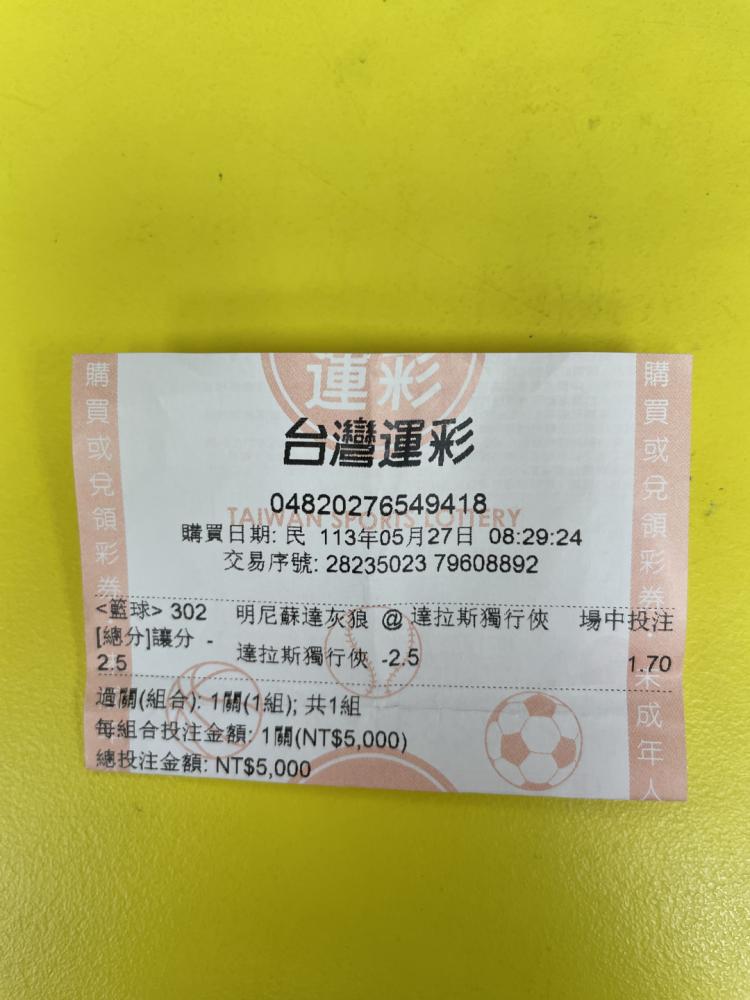 運彩
台灣運彩
04820276549418
TAIWAN SPORTS LOTTERY
購買日期: 民 113年05月27日 08:29:24
交易序號: 28235023 79608892
<籃球> 302 明尼蘇達灰狼 @ 達拉斯獨行俠 場中投注
[總分]讓分 -
2.5 達拉斯獨行俠 -2.5 1.70
過關(組合): 1關(1組); 共1組
每組合投注金額: 1關(NT$5,000)
總投注金額: NT$5,000
購買或兌領彩券
購買或兌領彩券,未成年人